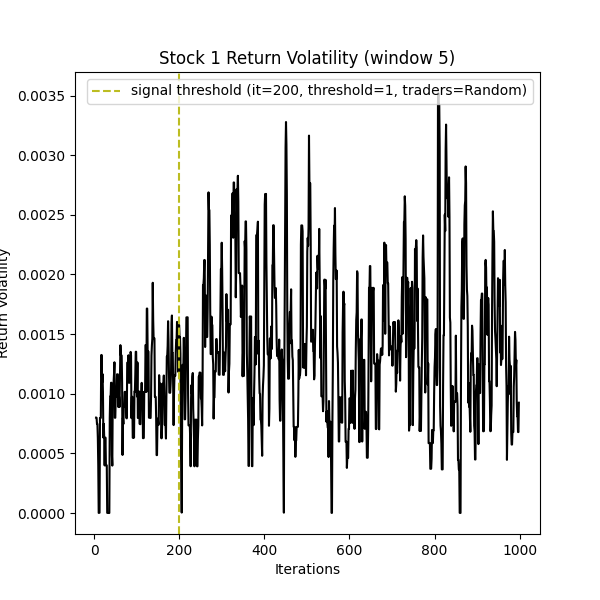 Stock 1 Return Volatility (window 5)
signal threshold (it=200, threshold=1, traders=Random)
Return Volatility
0.0035
0.0030
0.0025
0.0020
0.0015
0.0010
0.0005
0.0000
0 200 400 600 800 1000
Iterations